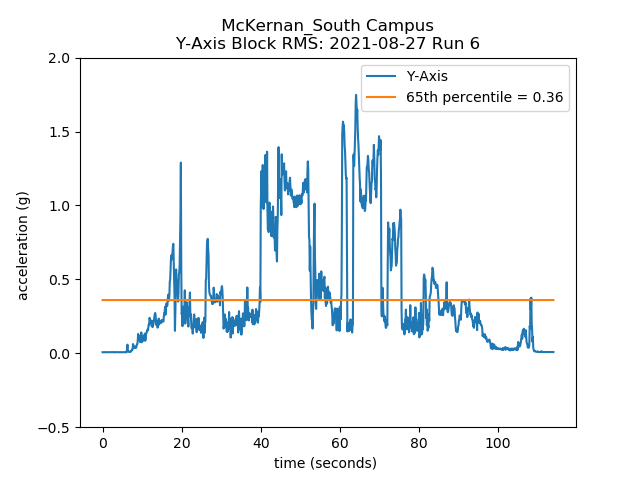 McKernan_South Campus
Y-Axis Block RMS: 2021-08-27 Run 6
Y-Axis
65th percentile = 0.36
acceleration (g)
2.0
1.5
1.0
0.5
0.0
−0.5
0 20 40 60 80 100
time (seconds)